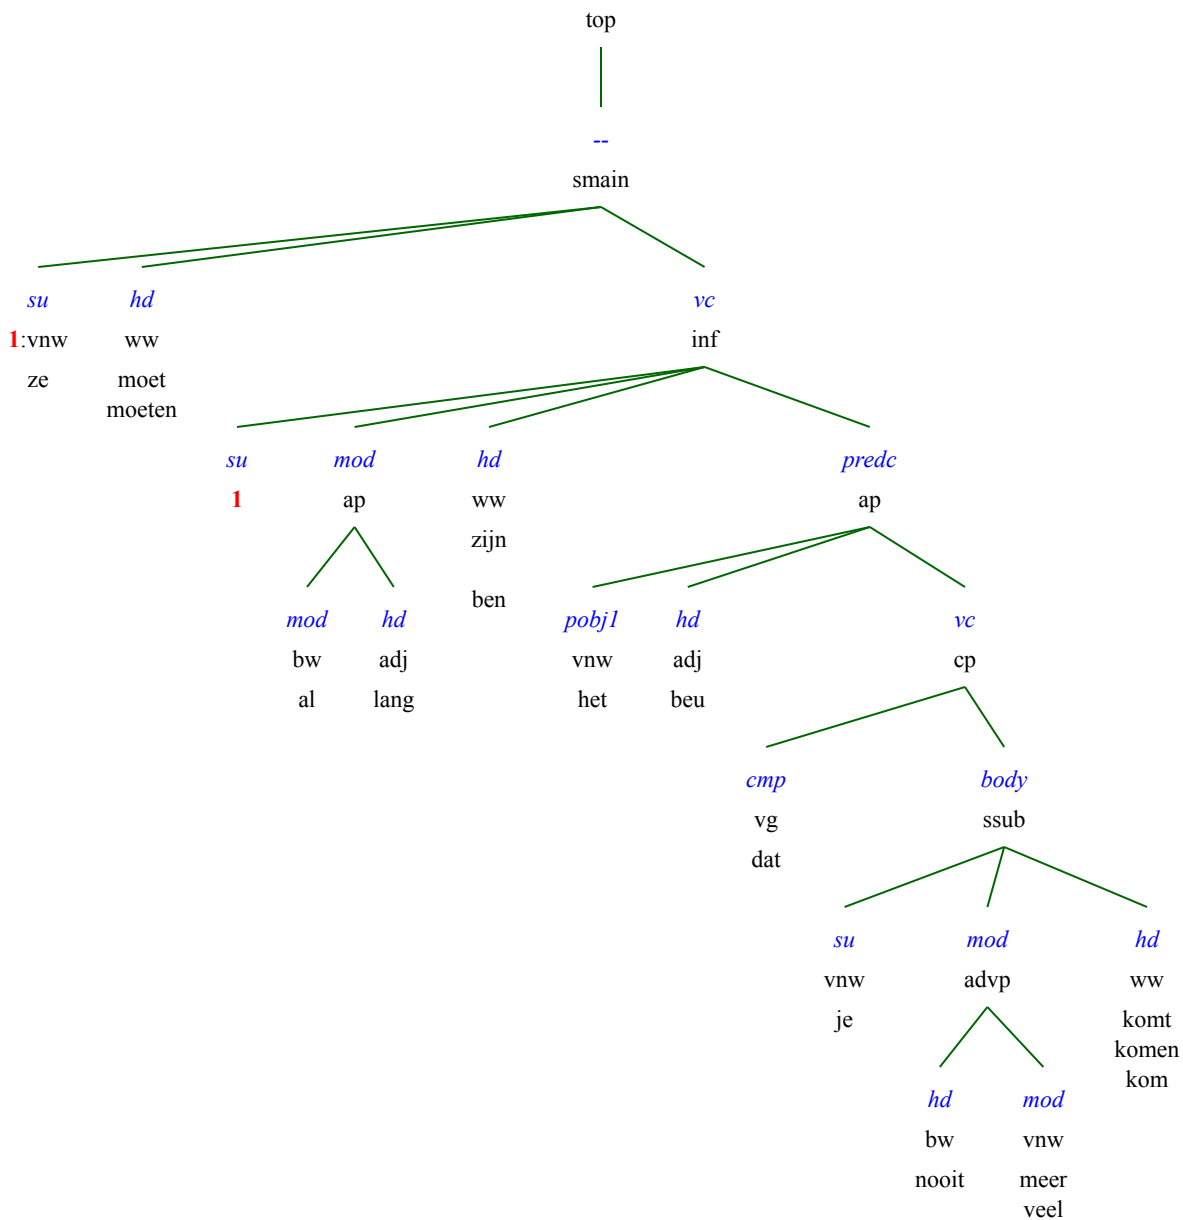 top
--
smain
su hd vc
1:vnw ww inf
ze moet
moeten
su mod hd predc
1 ap ww ap
zijn
ben
mod hd pobj1 hd vc
bw adj vnw adj cp
al lang het beu
cmp body
vg ssub
dat
su mod hd
vnw advp ww
je komt
komen
kom
hd mod
bw vnw
nooit meer
veel